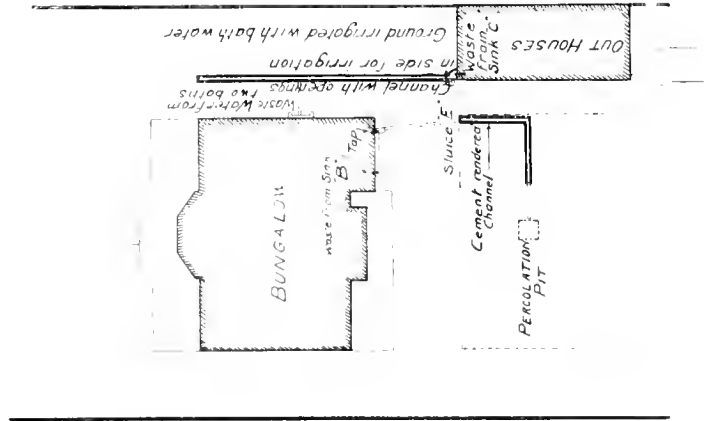 Ground irrigated with bath water
Channel with openings
in side for irrigation
Waste Water from
two baths
OUT HOUSES
Waste
From
Sink "C"
BUNGALOW
Waste From Sink
"B"
Tap
Sluice "E"
Cement rendered
Channel
PERCOLATION
PIT